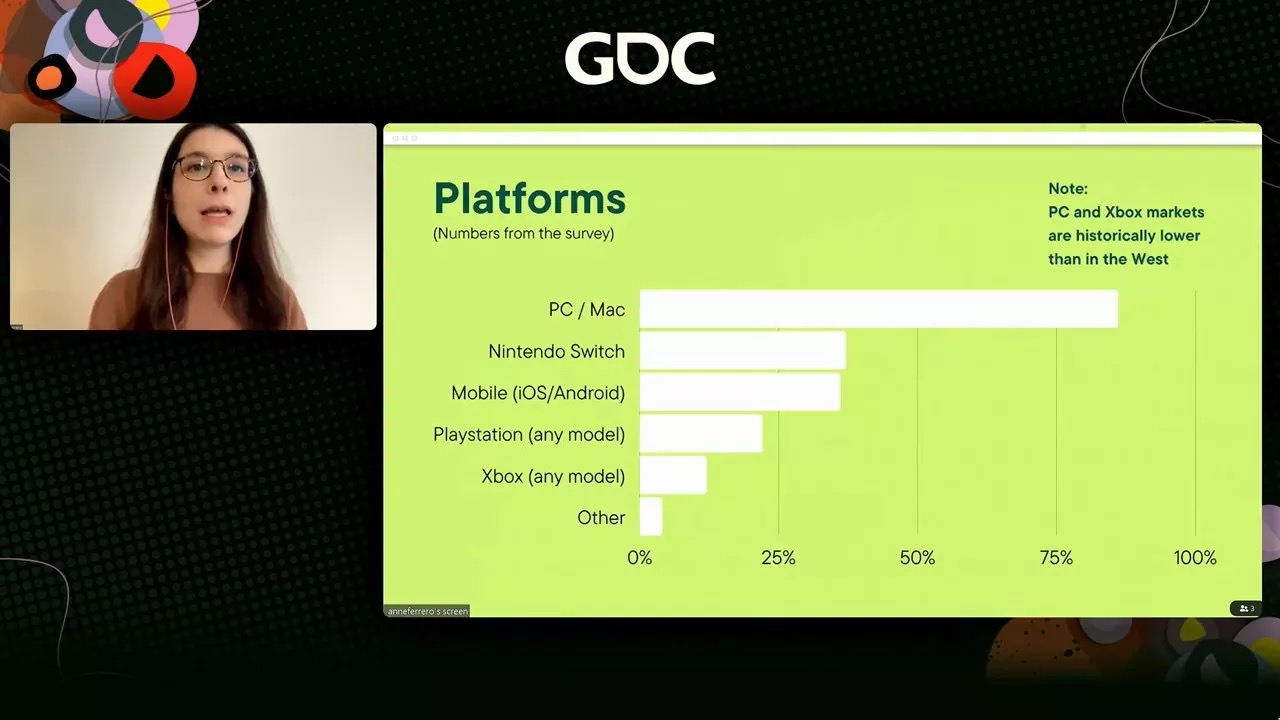 GDC
Platforms
(Numbers from the survey)
Note:
PC and Xbox markets
are historically lower
than in the West
PC / Mac
Nintendo Switch
Mobile (iOS/Android)
Playstation (any model)
Xbox (any model)
Other
0% 25% 50% 75% 100%
anneferrero's screen
3